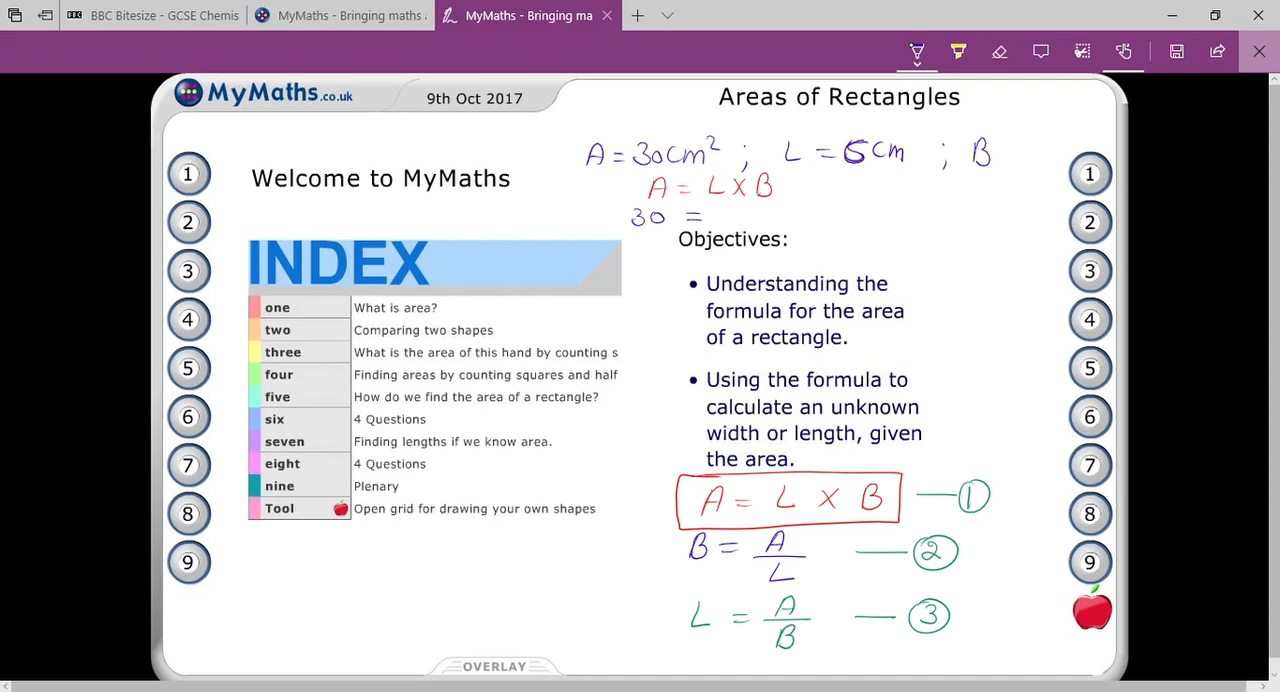 BBC Bitesize - GCSE Chemis
MyMaths - Bringing maths
MyMaths - Bringing ma
MyMaths.co.uk
9th Oct 2017
Areas of Rectangles
Welcome to MyMaths
A = 30cm² ; L = 5cm ; B
A = L X B
30 =
INDEX
one What is area?
two Comparing two shapes
three What is the area of this hand by counting s
four Finding areas by counting squares and half
five How do we find the area of a rectangle?
six 4 Questions
seven Finding lengths if we know area.
eight 4 Questions
nine Plenary
Tool Open grid for drawing your own shapes
Objectives:
• Understanding the
formula for the area
of a rectangle.
• Using the formula to
calculate an unknown
width or length, given
the area.
A = L X B — 1
B = A/L — 2
L = A/B — 3
1
2
3
4
5
6
7
8
9
1
2
3
4
5
6
7
8
9
OVERLAY